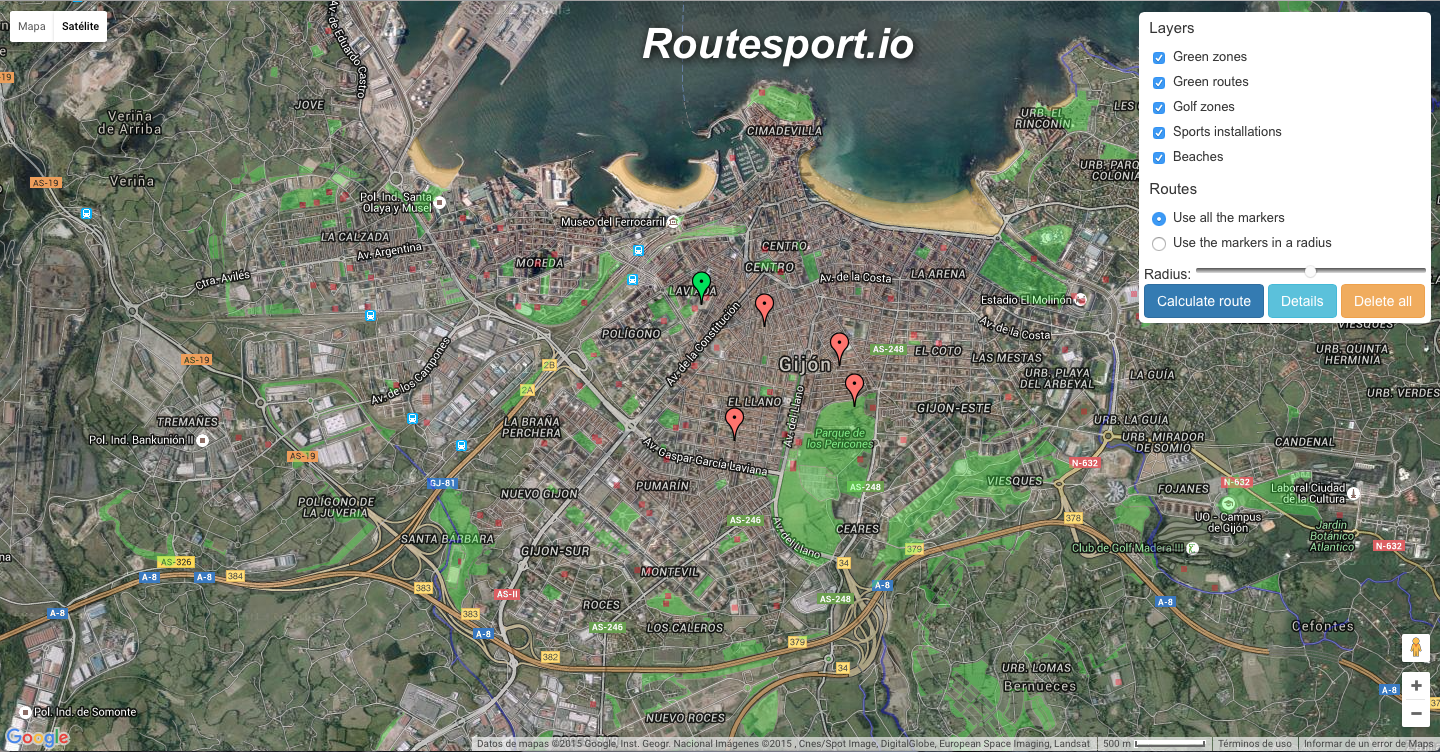 Mapa
Satélite
Routesport.io
Layers
Green zones
Green routes
Golf zones
Sports installations
Beaches
Routes
Use all the markers
Use the markers in a radius
Radius:
Calculate route
Details
Delete all
Av. de Eduardo Castro
JOVE
Veriña
de Arriba
CIMADEVILLA
URB. EL
RINCONÍN
URB. PARQ
COLONIA
Veriña
AS-19
Pol. Ind. Santa
Olaya y Musel
Museo del Ferrocarril
LA CALZADA
Av. Argentina
CENTRO
CENTRO
MOREDA
Ctra. Avilés
Av. de la Costa
LA ARENA
LAVIADA
Estadio El Molinón
Av. de la Costa
POLÍGONO
Av. de la Constitución
VIESQUES
AS-248
EL COTO
LAS MESTAS
URB. QUINTA
HERMINIA
AS-19
2B
Gijón
URB. PLAYA
DEL ARBEYAL
LA GUÍA
Av. de los Campones
2A
EL LLANO
Av. del Llano
GIJON-ESTE
URB. VERDES
TREMAÑES
LA BRAÑA
PERCHERA
URB. LA GUÍA
Pol. Ind. Bankunión II
Parque de
los Pericones
URB. MIRADOR
DE SOMIO
CANDENAL
AS-19
Av. Gaspar García Laviana
N-632
GJ-81
PUMARÍN
AS-248
VIESQUES
N-632
FOJANES
Laboral Ciudad
de la Cultura
NUEVO GIJON
POLÍGONO DE
LA JUVERIA
AS-246
CEARES
378
UO - Campus
de Gijón
Jardín
Botánico
Atlantico
SANTA BÁRBARA
GIJON-SUR
Av. del Llano
379
Club de Golf Madera III
N-632
AS-326
34
A-8
A-8
384
MONTEVIL
A-8
383
AS-II
ROCES
AS-248
A-8
A-8
383
AS-246
LOS CALEROS
Cefontes
A-8
379
382
34
URB. LOMAS
Bernueces
A-8
Pol. Ind. de Somonte
NUEVO ROCES
Google
Datos de mapas ©2015 Google, Inst. Geogr. Nacional Imágenes ©2015 , Cnes/Spot Image, DigitalGlobe, European Space Imaging, Landsat
500 m
Términos de uso
Informar de un error de Maps